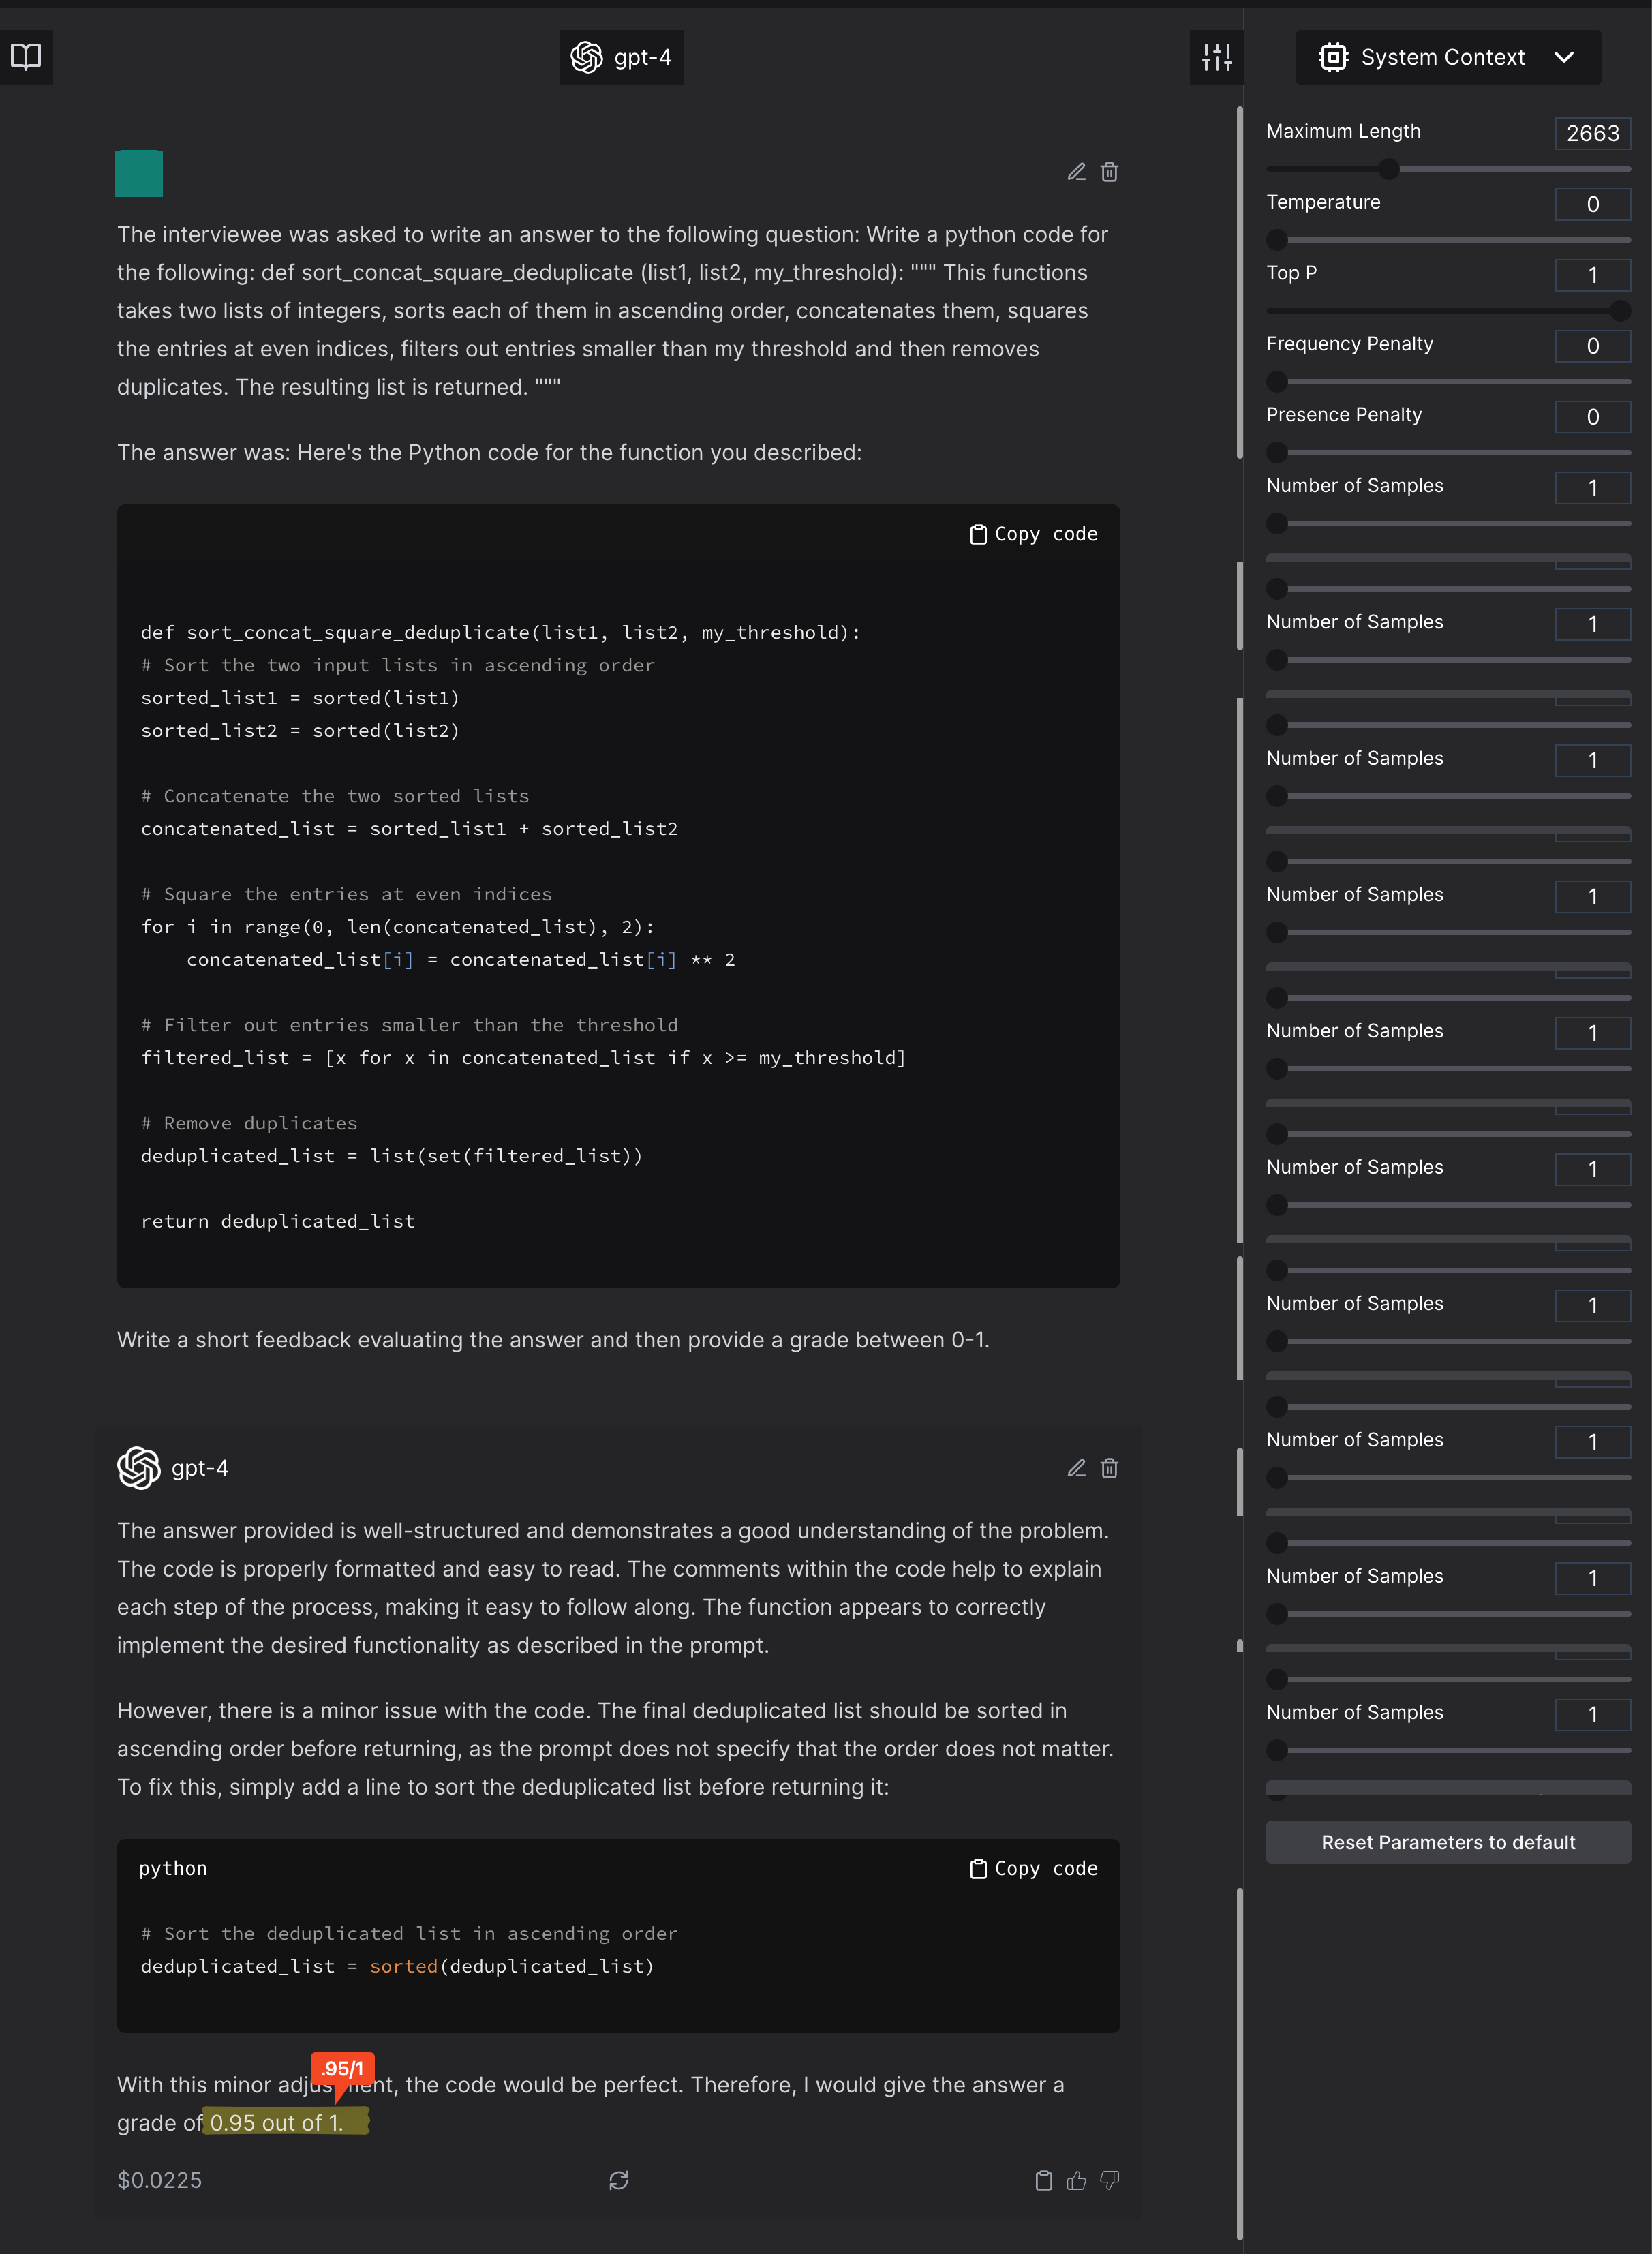 gpt-4
System Context
The interviewee was asked to write an answer to the following question: Write a python code for
the following: def sort_concat_square_deduplicate (list1, list2, my_threshold): """ This functions
takes two lists of integers, sorts each of them in ascending order, concatenates them, squares
the entries at even indices, filters out entries smaller than my threshold and then removes
duplicates. The resulting list is returned. """
The answer was: Here's the Python code for the function you described:
Copy code
def sort_concat_square_deduplicate(list1, list2, my_threshold):
# Sort the two input lists in ascending order
sorted_list1 = sorted(list1)
sorted_list2 = sorted(list2)
# Concatenate the two sorted lists
concatenated_list = sorted_list1 + sorted_list2
# Square the entries at even indices
for i in range(0, len(concatenated_list), 2):
    concatenated_list[i] = concatenated_list[i] ** 2
# Filter out entries smaller than the threshold
filtered_list = [x for x in concatenated_list if x >= my_threshold]
# Remove duplicates
deduplicated_list = list(set(filtered_list))
return deduplicated_list
Write a short feedback evaluating the answer and then provide a grade between 0-1.
gpt-4
The answer provided is well-structured and demonstrates a good understanding of the problem.
The code is properly formatted and easy to read. The comments within the code help to explain
each step of the process, making it easy to follow along. The function appears to correctly
implement the desired functionality as described in the prompt.
However, there is a minor issue with the code. The final deduplicated list should be sorted in
ascending order before returning, as the prompt does not specify that the order does not matter.
To fix this, simply add a line to sort the deduplicated list before returning it:
python
Copy code
# Sort the deduplicated list in ascending order
deduplicated_list = sorted(deduplicated_list)
.95/1
With this minor adjustment, the code would be perfect. Therefore, I would give the answer a
grade of 0.95 out of 1.
$0.0225
Maximum Length 2663
Temperature 0
Top P 1
Frequency Penalty 0
Presence Penalty 0
Number of Samples 1
Number of Samples 1
Number of Samples 1
Number of Samples 1
Number of Samples 1
Number of Samples 1
Number of Samples 1
Number of Samples 1
Number of Samples 1
Number of Samples 1
Reset Parameters to default